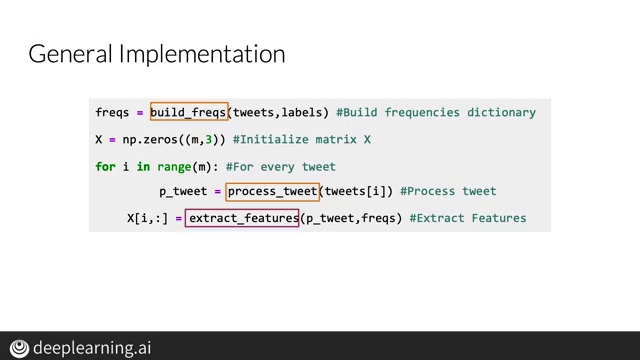 General Implementation
freqs = build_freqs(tweets,labels) #Build frequencies dictionary
X = np.zeros((m,3)) #Initialize matrix X
for i in range(m): #For every tweet
p_tweet = process_tweet(tweets[i]) #Process tweet
X[i,:] = extract_features(p_tweet,freqs) #Extract Features
deeplearning.ai